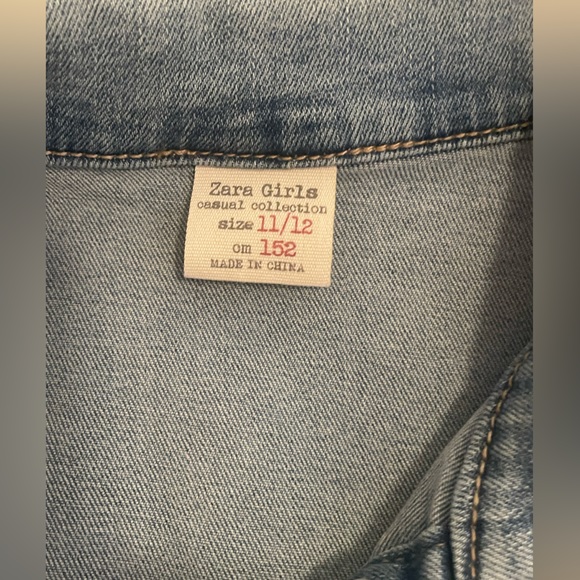 Zara Girls
casual collection
size 11/12
cm 152
MADE IN CHINA